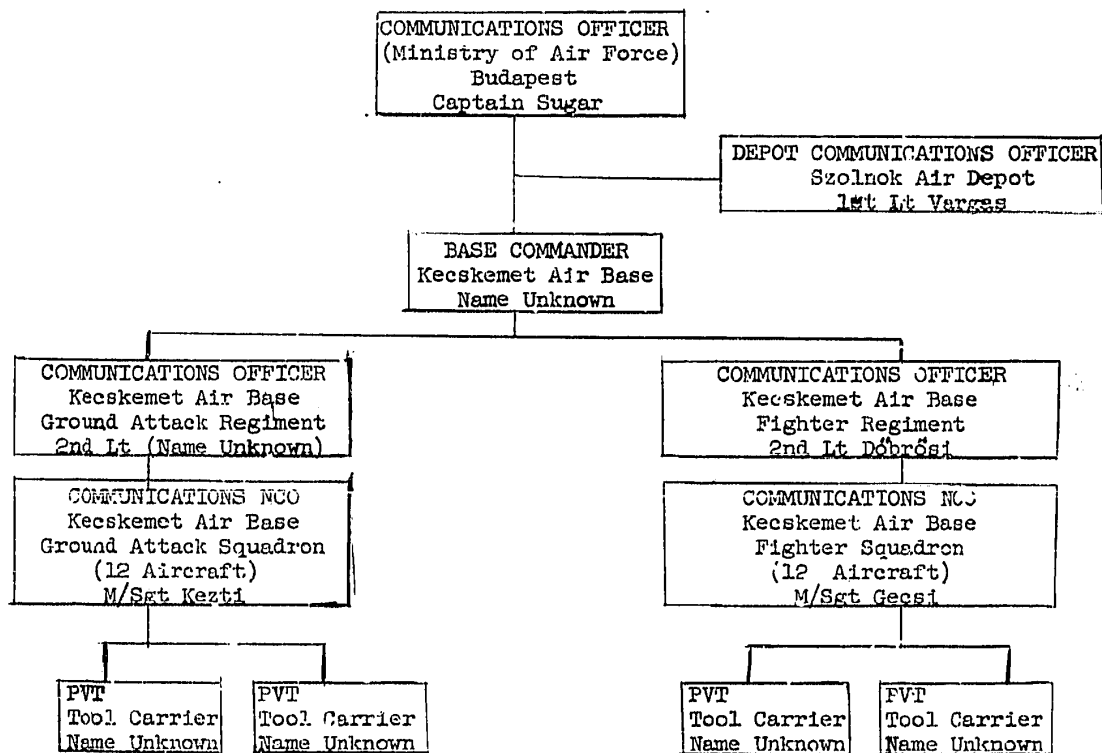 COMMUNICATIONS OFFICER
(Ministry of Air Force)
Budapest
Captain Sugar
DEPOT COMMUNICATIONS OFFICER
Szolnok Air Depot
1st Lt Vargas
BASE COMMANDER
Kecskemet Air Base
Name Unknown
COMMUNICATIONS OFFICER
Kecskemet Air Base
Ground Attack Regiment
2nd Lt (Name Unknown)
COMMUNICATIONS OFFICER
Kecskemet Air Base
Fighter Regiment
2nd Lt Dőbrősi
COMMUNICATIONS NCO
Kecskemet Air Base
Ground Attack Squadron
(12 Aircraft)
M/Sgt Kezti
COMMUNICATIONS NCO
Kecskemet Air Base
Fighter Squadron
(12 Aircraft)
M/Sgt Gecsi
PVT
Tool Carrier
Name Unknown
PVT
Tool Carrier
Name Unknown
PVT
Tool Carrier
Name Unknown
PVT
Tool Carrier
Name Unknown